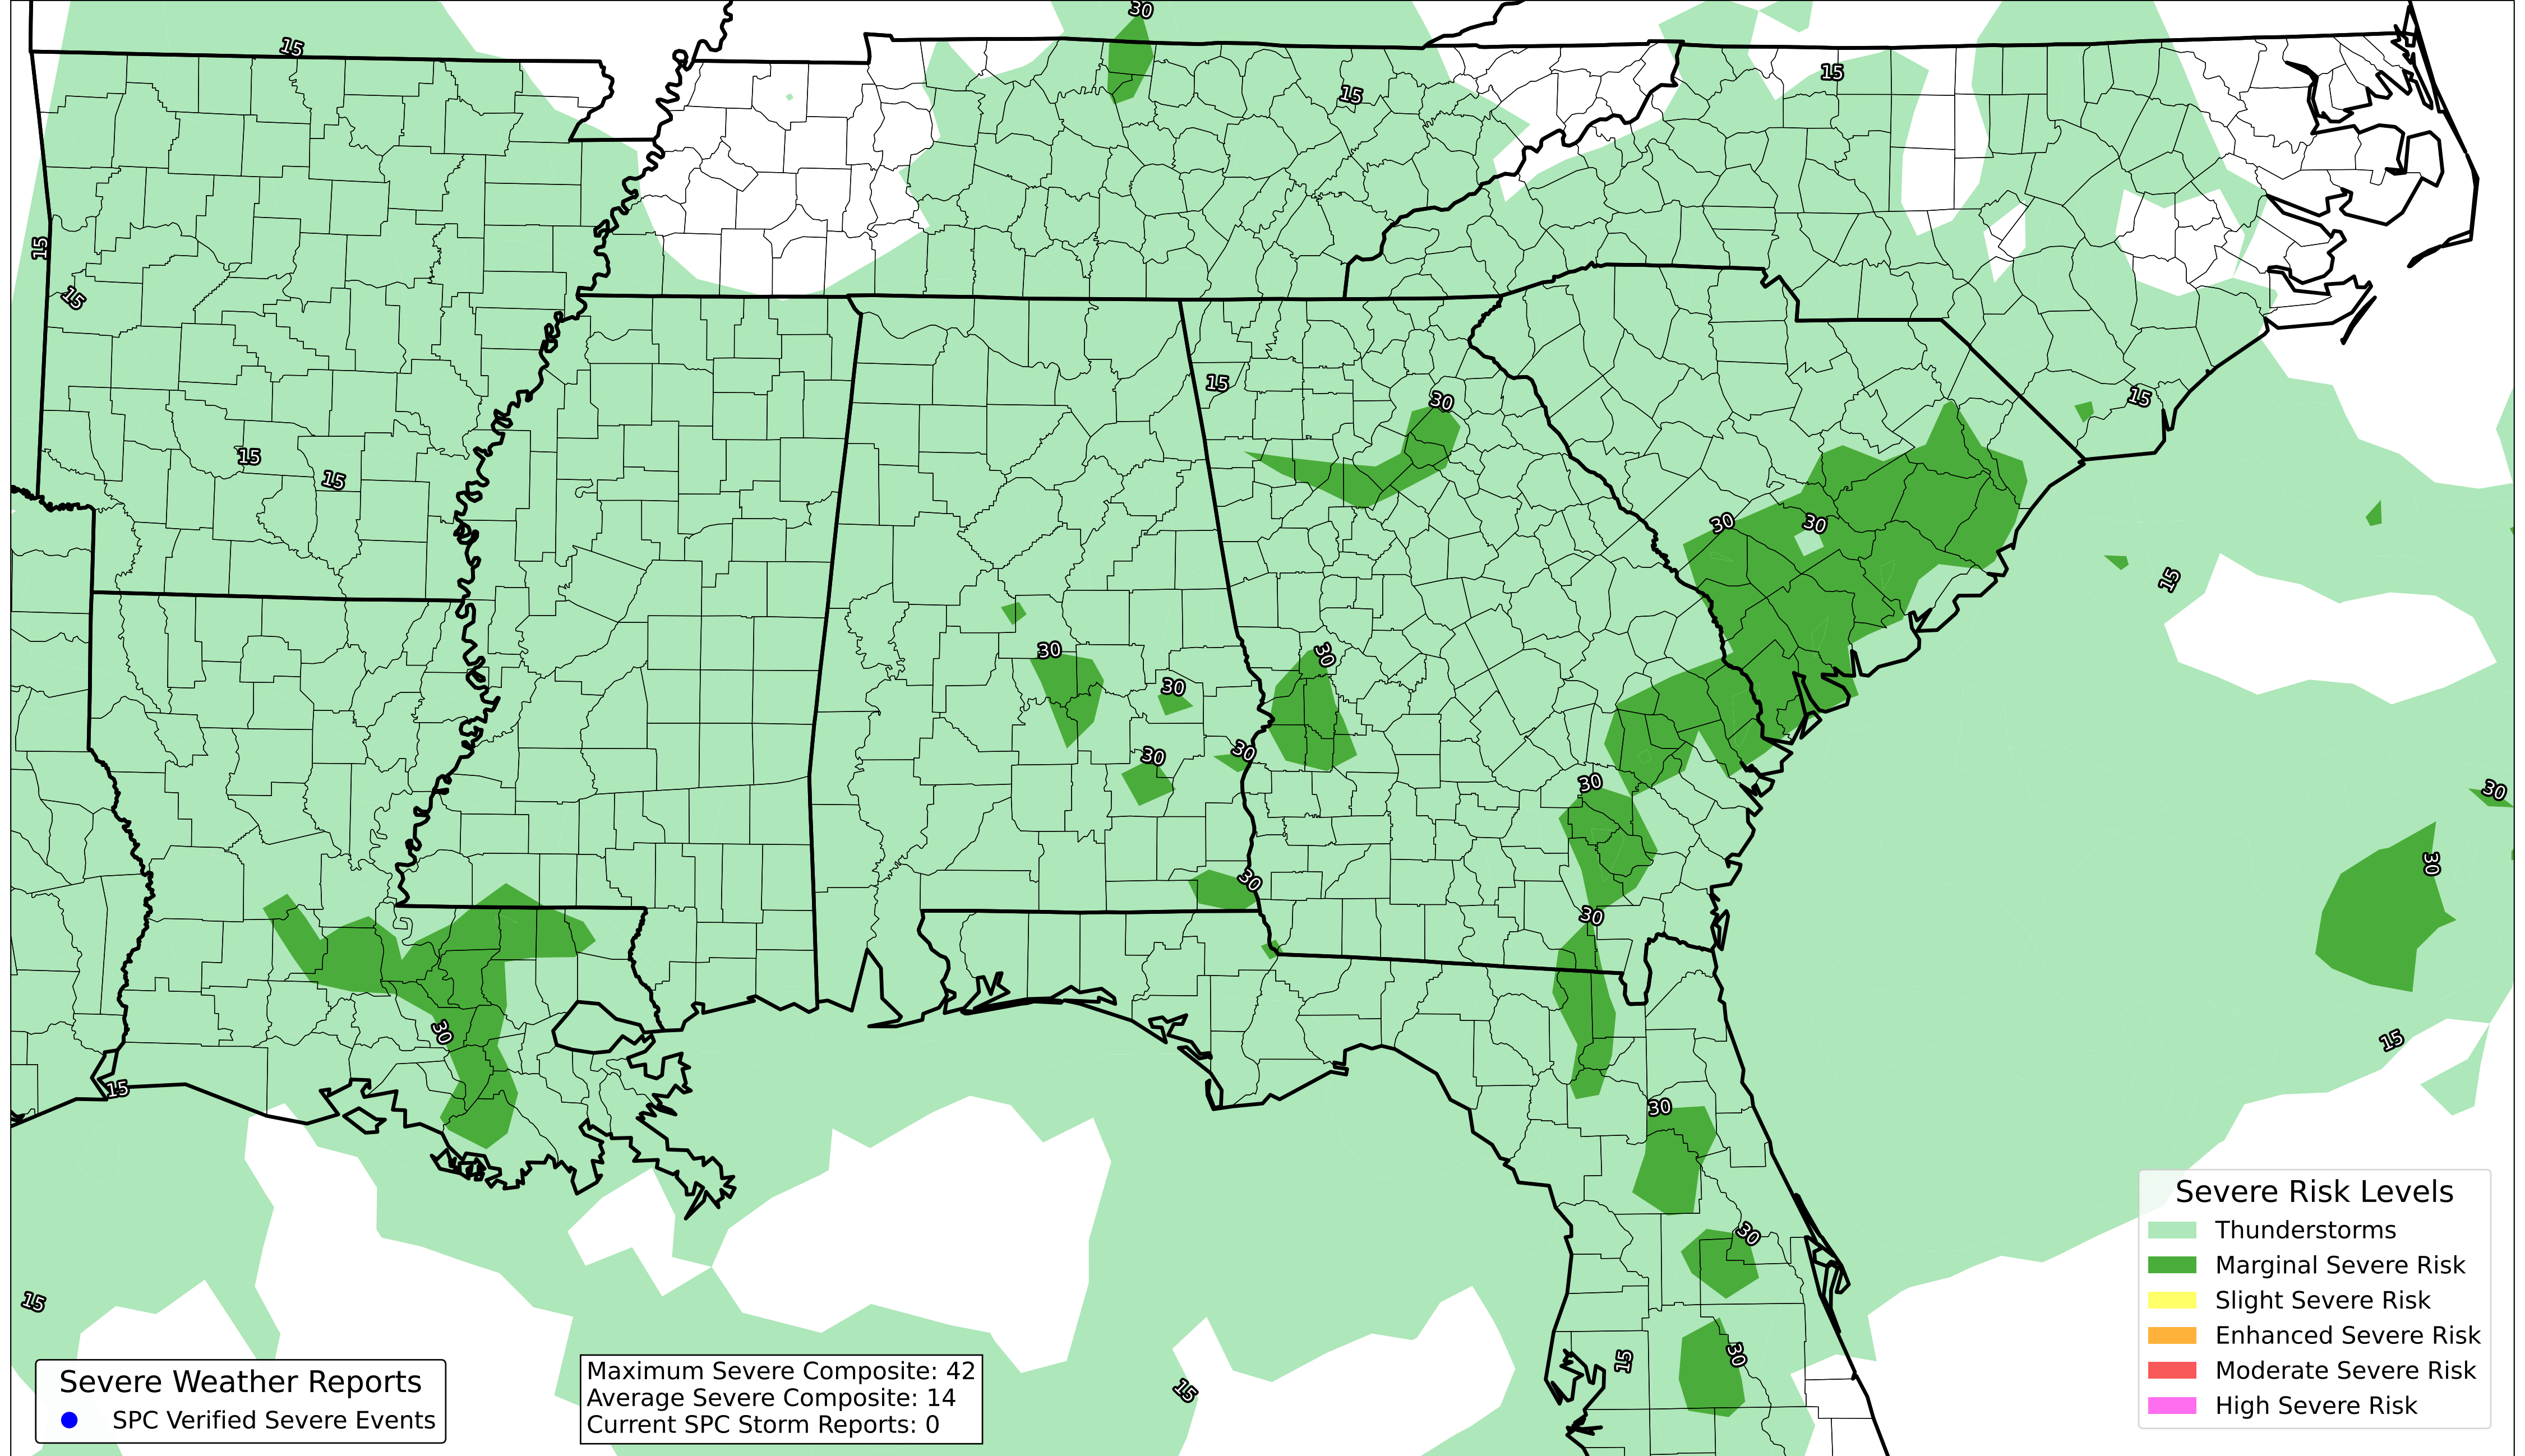 30
15
15
15
15
15
15
30
15
15
15
30
30
15
30
30
30
30
30
30
30
30
30
30
30
15
15
30
30
15
30
15
15
Severe Weather Reports
SPC Verified Severe Events
Maximum Severe Composite: 42
Average Severe Composite: 14
Current SPC Storm Reports: 0
Severe Risk Levels
Thunderstorms
Marginal Severe Risk
Slight Severe Risk
Enhanced Severe Risk
Moderate Severe Risk
High Severe Risk